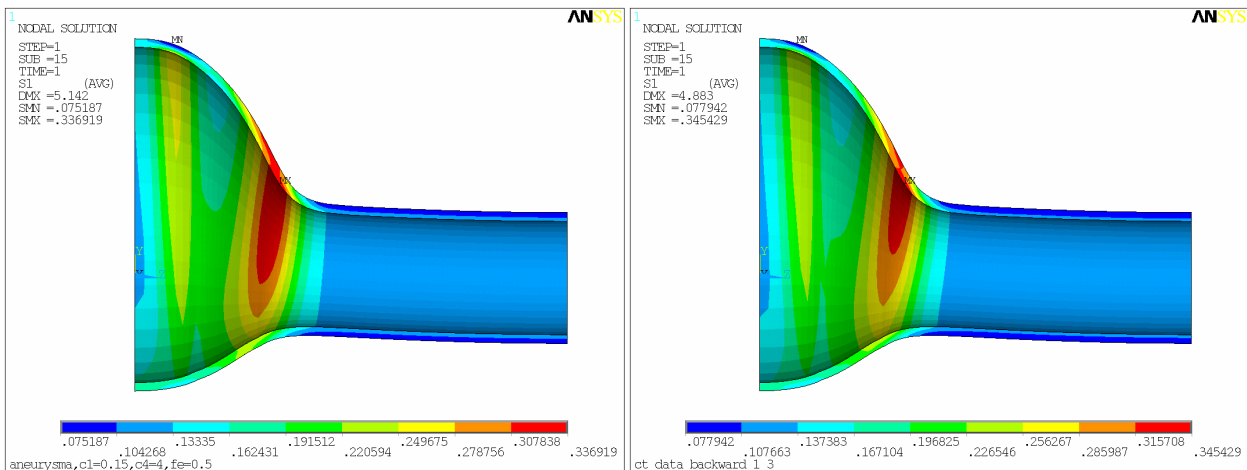 1
ANSYS
NODAL SOLUTION
STEP=1
SUB =15
TIME=1
S1 (AVG)
DMX =5.142
SMN =.075187
SMX =.336919
MN
MX
Y
.075187 .13335 .191512 .249675 .307838
.104268 .162431 .220594 .278756 .336919
aneurysma,c1=0.15,c4=4,fe=0.5
1
ANSYS
NODAL SOLUTION
STEP=1
SUB =15
TIME=1
S1 (AVG)
DMX =4.883
SMN =.077942
SMX =.345429
MN
MX
Y
.077942 .137383 .196825 .256267 .315708
.107663 .167104 .226546 .285987 .345429
ct data backward 1 3